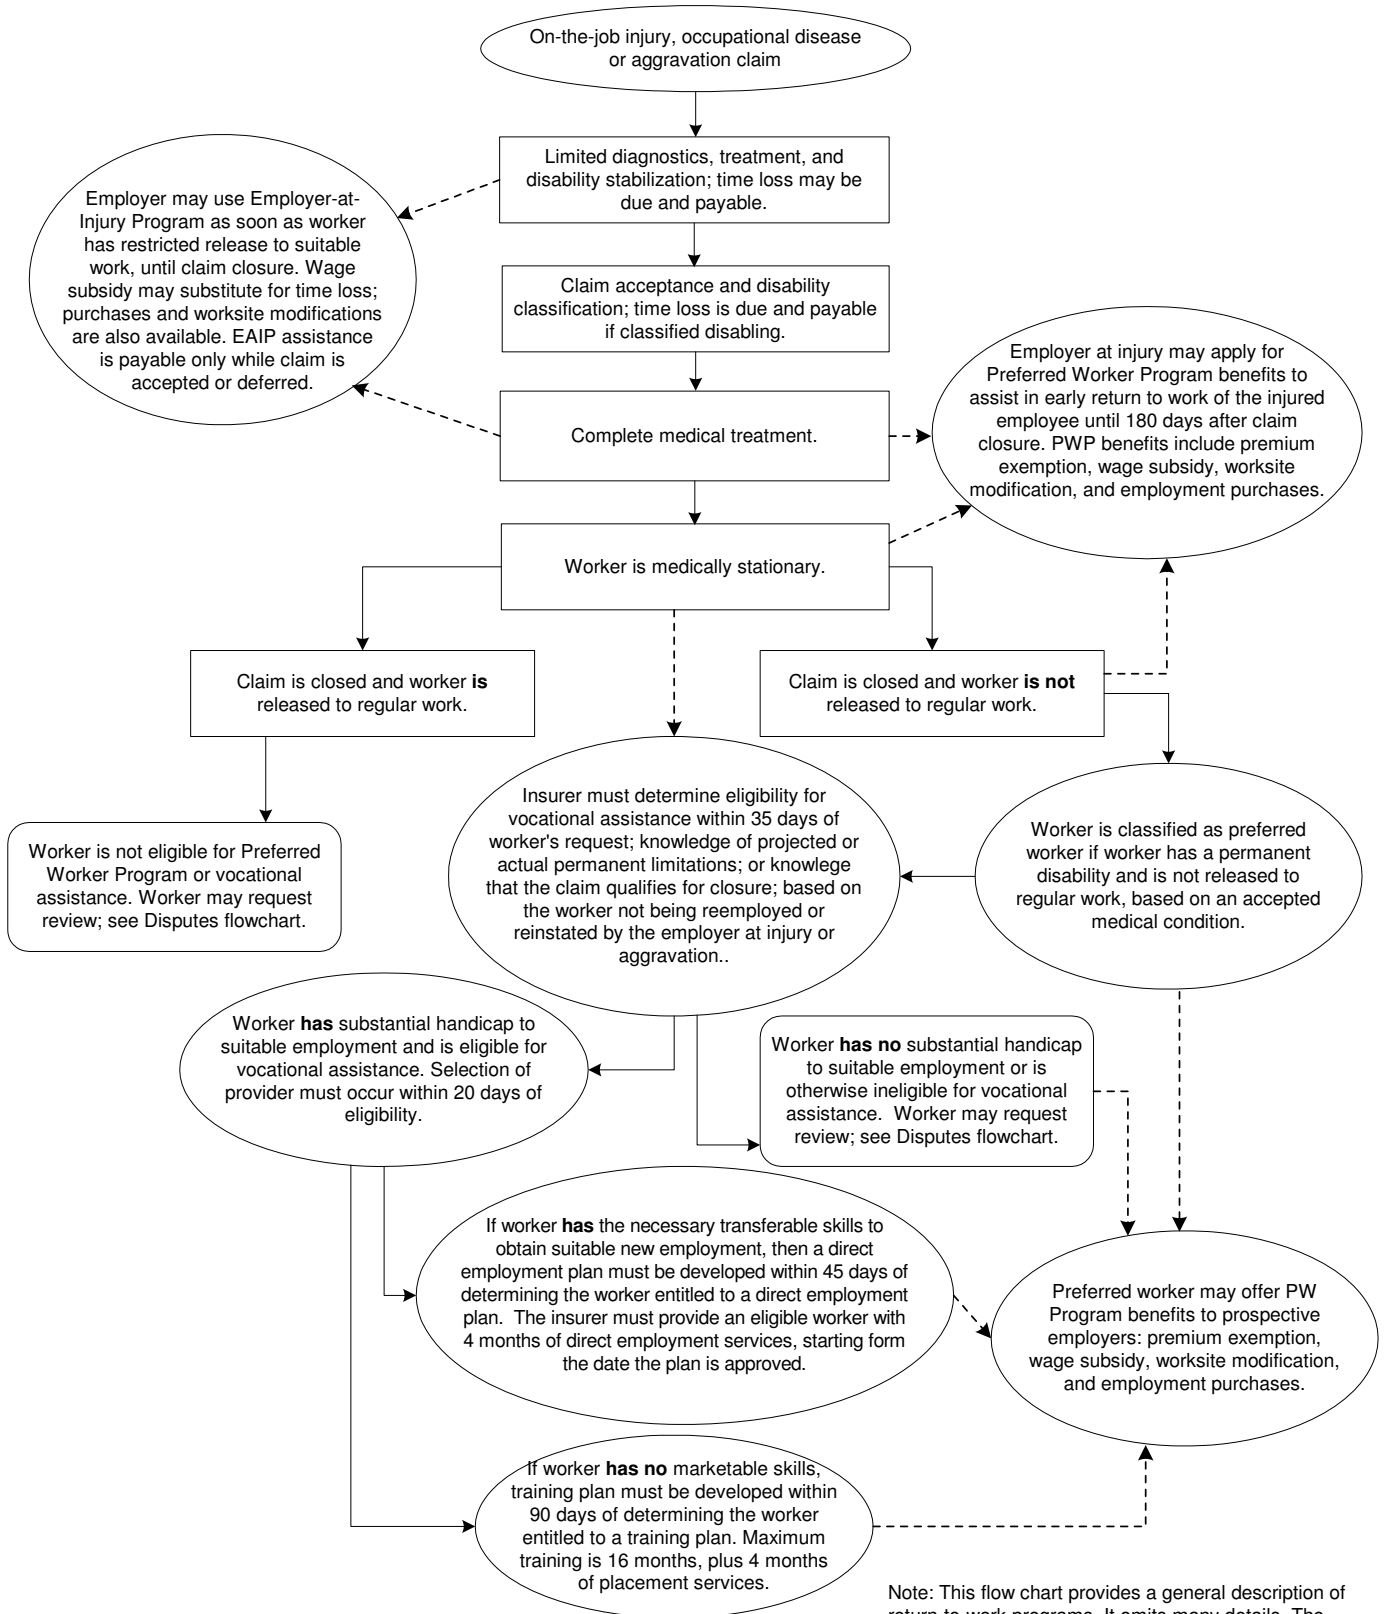 On-the-job injury, occupational disease
or aggravation claim
Limited diagnostics, treatment, and
disability stabilization; time loss may be
due and payable.
Employer may use Employer-at-
Injury Program as soon as worker
has restricted release to suitable
work, until claim closure. Wage
subsidy may substitute for time loss;
purchases and worksite modifications
are also available. EAIP assistance
is payable only while claim is
accepted or deferred.
Claim acceptance and disability
classification; time loss is due and payable
if classified disabling.
Employer at injury may apply for
Preferred Worker Program benefits to
assist in early return to work of the injured
employee until 180 days after claim
closure. PWP benefits include premium
exemption, wage subsidy, worksite
modification, and employment purchases.
Complete medical treatment.
Worker is medically stationary.
Claim is closed and worker is
released to regular work.
Claim is closed and worker is not
released to regular work.
Worker is not eligible for Preferred
Worker Program or vocational
assistance. Worker may request
review; see Disputes flowchart.
Insurer must determine eligibility for
vocational assistance within 35 days of
worker's request; knowledge of projected or
actual permanent limitations; or knowlege
that the claim qualifies for closure; based on
the worker not being reemployed or
reinstated by the employer at injury or
aggravation..
Worker is classified as preferred
worker if worker has a permanent
disability and is not released to
regular work, based on an accepted
medical condition.
Worker has substantial handicap to
suitable employment and is eligible for
vocational assistance. Selection of
provider must occur within 20 days of
eligibility.
Worker has no substantial handicap
to suitable employment or is
otherwise ineligible for vocational
assistance.  Worker may request
review; see Disputes flowchart.
If worker has the necessary transferable skills to
obtain suitable new employment, then a direct
employment plan must be developed within 45 days of
determining the worker entitled to a direct employment
plan.  The insurer must provide an eligible worker with
4 months of direct employment services, starting form
the date the plan is approved.
Preferred worker may offer PW
Program benefits to prospective
employers: premium exemption,
wage subsidy, worksite modification,
and employment purchases.
If worker has no marketable skills,
training plan must be developed within
90 days of determining the worker
entitled to a training plan. Maximum
training is 16 months, plus 4 months
of placement services.
Note: This flow chart provides a general description of
return to work programs. It omits many details. The